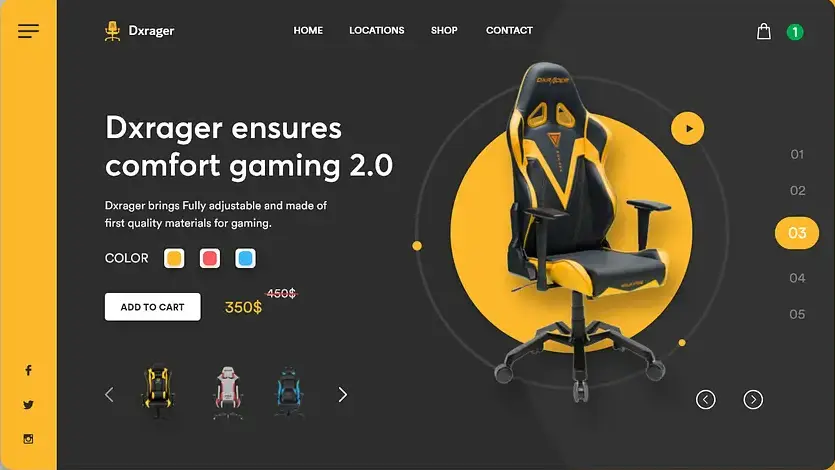 Dxrager
HOME
LOCATIONS
SHOP
CONTACT
1
Dxrager ensures
comfort gaming 2.0
Dxrager brings Fully adjustable and made of
first quality materials for gaming.
COLOR
ADD TO CART
350$
450$
01
02
03
04
05